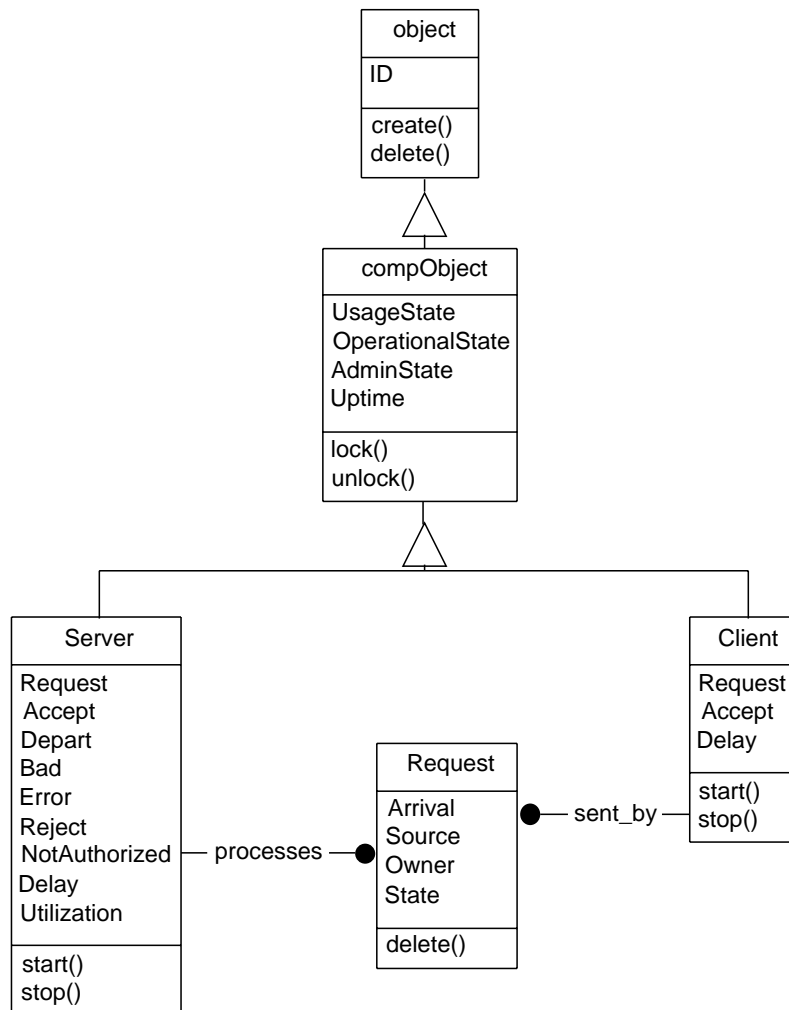 object
ID
create()
delete()
compObject
UsageState
OperationalState
AdminState
Uptime
lock()
unlock()
Server
Request
Accept
Depart
Bad
Error
Reject
NotAuthorized
Delay
Utilization
start()
stop()
processes
Request
Arrival
Source
Owner
State
delete()
sent_by
Client
Request
Accept
Delay
start()
stop()